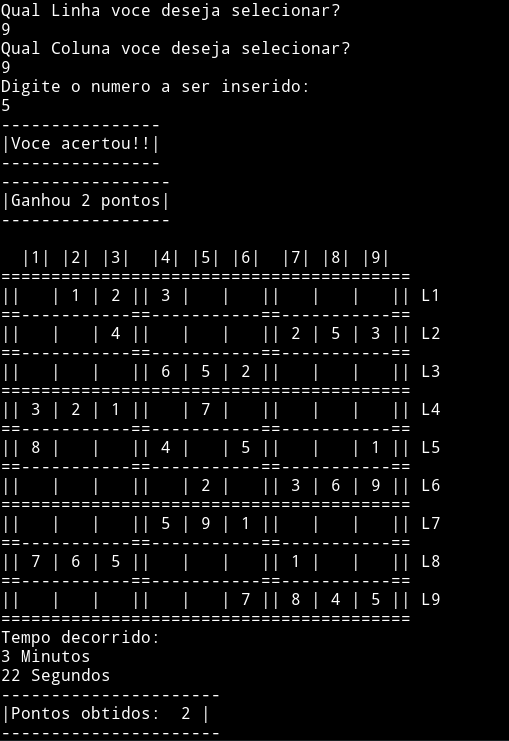 Qual Linha voce deseja selecionar?
9
Qual Coluna voce deseja selecionar?
9
Digite o numero a ser inserido:
5
----------------
|Voce acertou!!|
----------------
-----------------
|Ganhou 2 pontos|
-----------------
  |1| |2| |3|  |4| |5| |6|  |7| |8| |9|
=========================================
||   | 1 | 2 || 3 |   |   ||   |   |   || L1
==-----------==-----------==-----------==
||   |   | 4 ||   |   |   || 2 | 5 | 3 || L2
==-----------==-----------==-----------==
||   |   |   || 6 | 5 | 2 ||   |   |   || L3
=========================================
|| 3 | 2 | 1 ||   | 7 |   ||   |   |   || L4
==-----------==-----------==-----------==
|| 8 |   |   || 4 |   | 5 ||   |   | 1 || L5
==-----------==-----------==-----------==
||   |   |   ||   | 2 |   || 3 | 6 | 9 || L6
=========================================
||   |   |   || 5 | 9 | 1 ||   |   |   || L7
==-----------==-----------==-----------==
|| 7 | 6 | 5 ||   |   |   || 1 |   |   || L8
==-----------==-----------==-----------==
||   |   |   ||   |   | 7 || 8 | 4 | 5 || L9
=========================================
Tempo decorrido:
3 Minutos
22 Segundos
----------------------
|Pontos obtidos:  2 |
----------------------